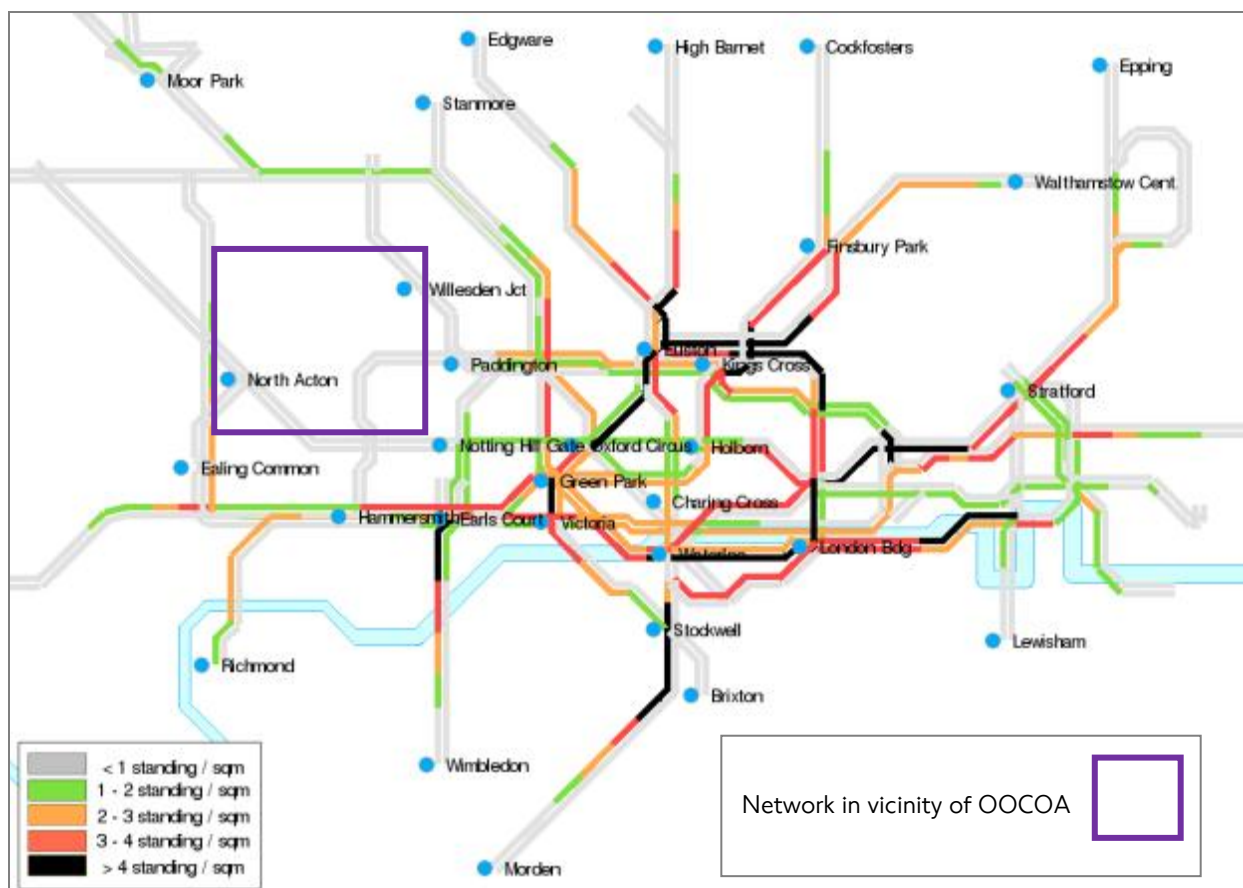 Edgware
High Barnet
Cockfosters
Epping
Moor Park
Stanmore
Walthamstow Cent.
Finsbury Park
Willesden Jct
Euston
Paddington
Kings Cross
North Acton
Stratford
Notting Hill Gate
Oxford Circus
Holborn
Ealing Common
Green Park
Charing Cross
Hammersmith
Earls Court
Victoria
Waterloo
London Bdg
Stockwell
Lewisham
Richmond
Brixton
Wimbledon
Morden
< 1 standing / sqm
1 - 2 standing / sqm
2 - 3 standing / sqm
3 - 4 standing / sqm
> 4 standing / sqm
Network in vicinity of OOCOA